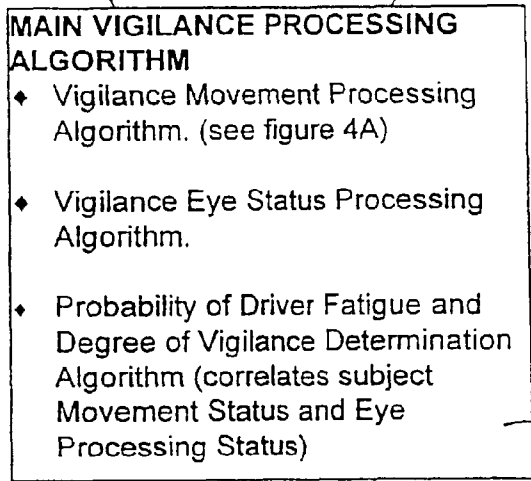 MAIN VIGILANCE PROCESSING
ALGORITHM
♦ Vigilance Movement Processing
Algorithm. (see figure 4A)
♦ Vigilance Eye Status Processing
Algorithm.
♦ Probability of Driver Fatigue and
Degree of Vigilance Determination
Algorithm (correlates subject
Movement Status and Eye
Processing Status)